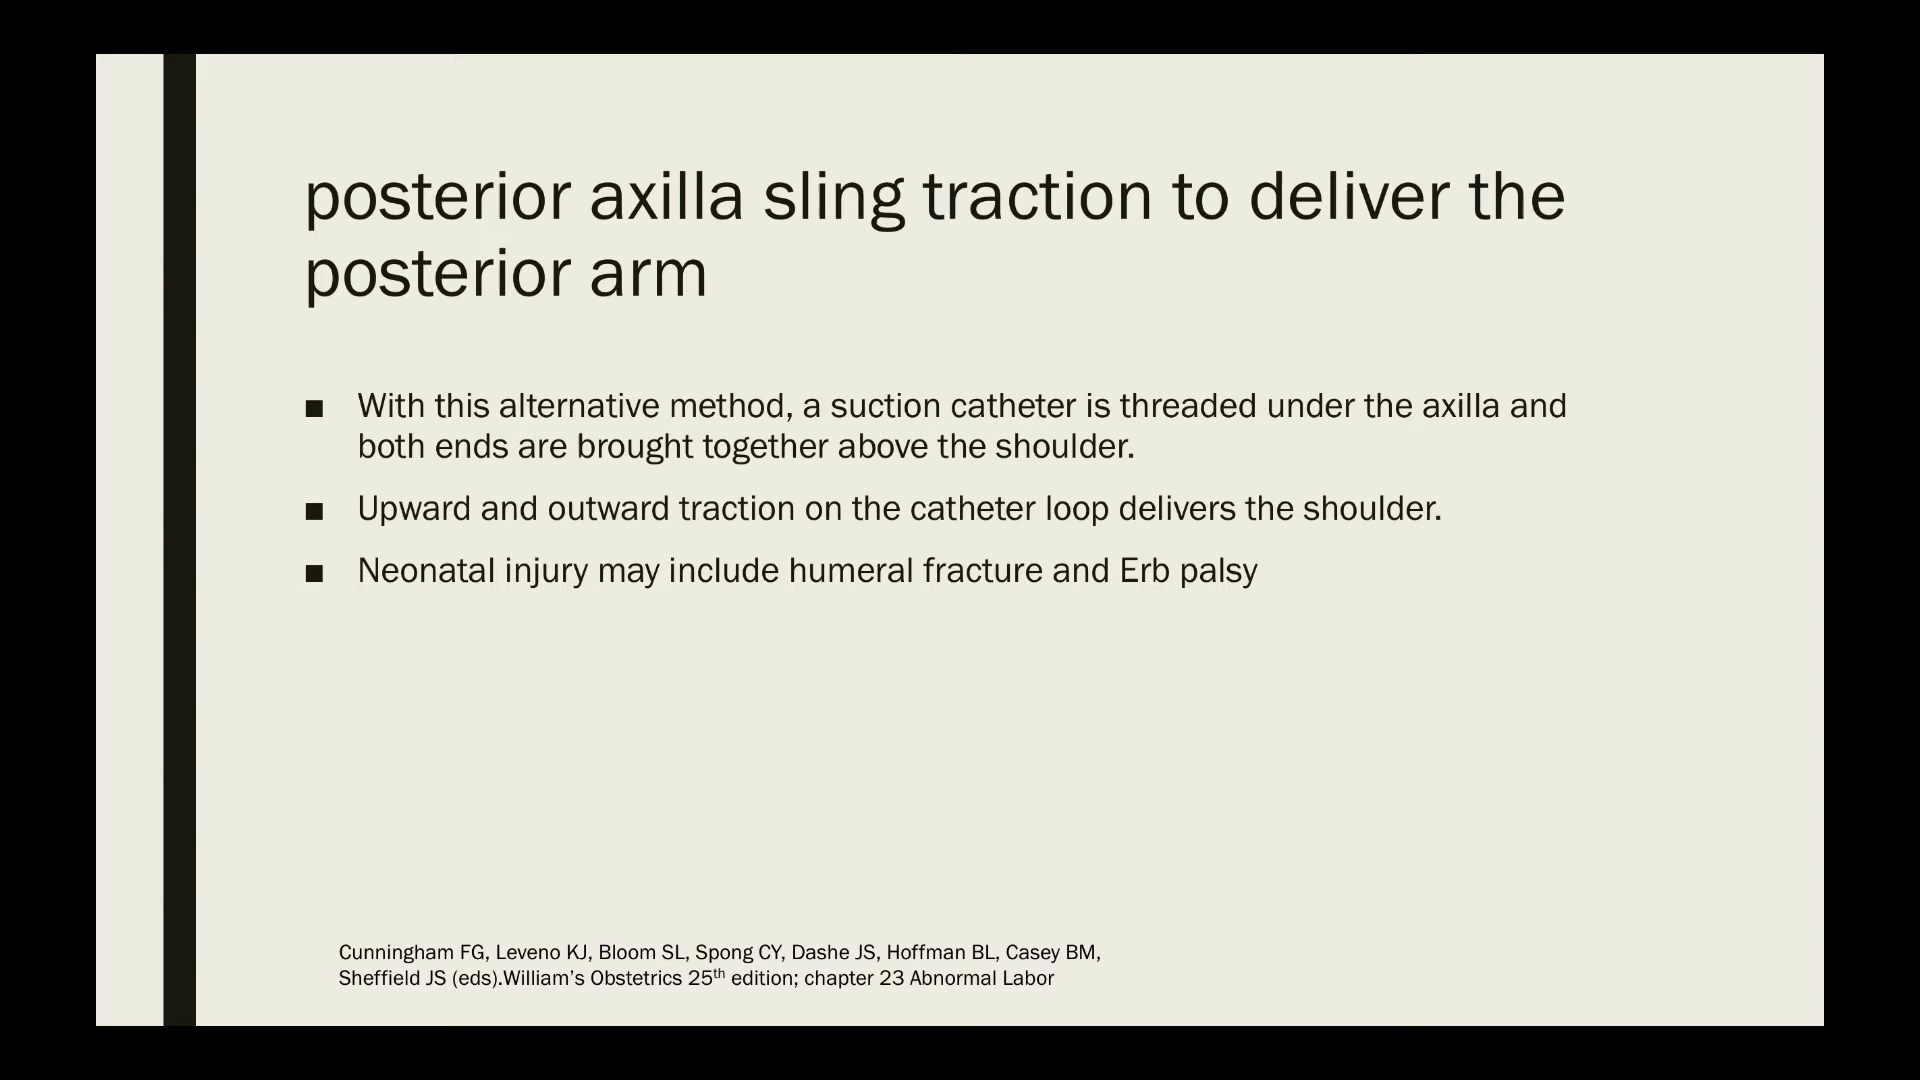 posterior axilla sling traction to deliver the
posterior arm
■ With this alternative method, a suction catheter is threaded under the axilla and
both ends are brought together above the shoulder.
■ Upward and outward traction on the catheter loop delivers the shoulder.
■ Neonatal injury may include humeral fracture and Erb palsy
Cunningham FG, Leveno KJ, Bloom SL, Spong CY, Dashe JS, Hoffman BL, Casey BM,
Sheffield JS (eds).William’s Obstetrics 25th edition; chapter 23 Abnormal Labor